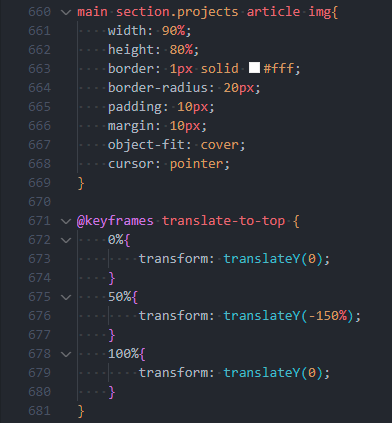 660 main section.projects article img{
661     width: 90%;
662     height: 80%;
663     border: 1px solid #fff;
664     border-radius: 20px;
665     padding: 10px;
666     margin: 10px;
667     object-fit: cover;
668     cursor: pointer;
669 }
670
671 @keyframes translate-to-top {
672     0%{
673         transform: translateY(0);
674     }
675     50%{
676         transform: translateY(-150%);
677     }
678     100%{
679         transform: translateY(0);
680     }
681 }